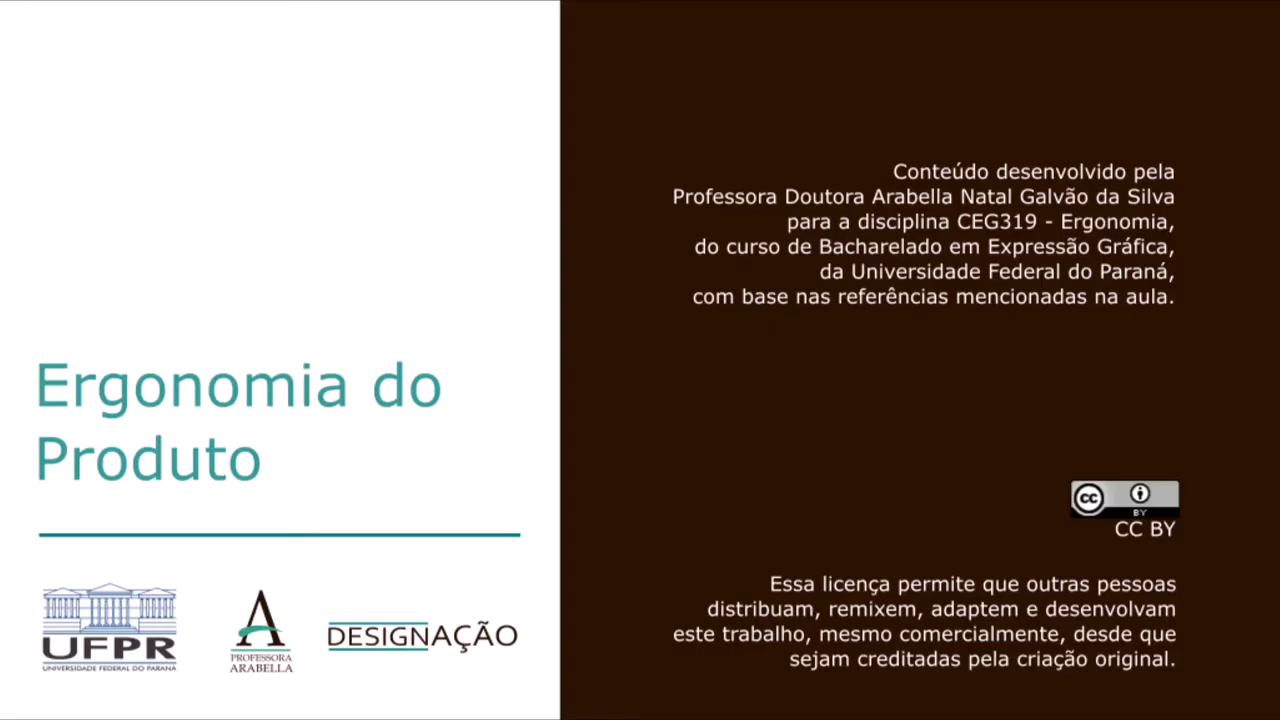 Ergonomia do
Produto
UFPR
UNIVERSIDADE FEDERAL DO PARANÁ
A
PROFESSORA
ARABELLA
DESIGNAÇÃO
Conteúdo desenvolvido pela
Professora Doutora Arabella Natal Galvão da Silva
para a disciplina CEG319 - Ergonomia,
do curso de Bacharelado em Expressão Gráfica,
da Universidade Federal do Paraná,
com base nas referências mencionadas na aula.
cc
BY
CC BY
Essa licença permite que outras pessoas
distribuam, remixem, adaptem e desenvolvam
este trabalho, mesmo comercialmente, desde que
sejam creditadas pela criação original.